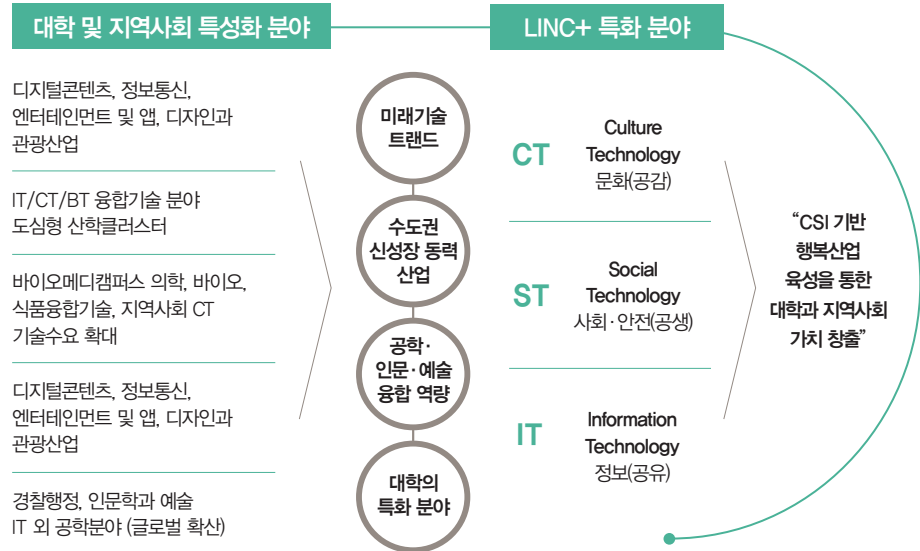 대학 및 지역사회 특성화 분야
디지털콘텐츠, 정보통신,
엔터테인먼트 및 앱, 디자인과
관광산업
IT/CT/BT 융합기술 분야
도심형 산학클러스터
바이오메디캠퍼스 의학, 바이오,
식품융합기술, 지역사회 CT
기술수요 확대
디지털콘텐츠, 정보통신,
엔터테인먼트 및 앱, 디자인과
관광산업
경찰행정, 인문학과 예술
IT 외 공학분야 (글로벌 확산)
미래기술
트랜드
수도권
신성장 동력
산업
공학·
인문·예술
융합 역량
대학의
특화 분야
LINC+ 특화 분야
CT
Culture
Technology
문화(공감)
ST
Social
Technology
사회·안전(공생)
IT
Information
Technology
정보(공유)
“CSI 기반
행복산업
육성을 통한
대학과 지역사회
가치 창출”